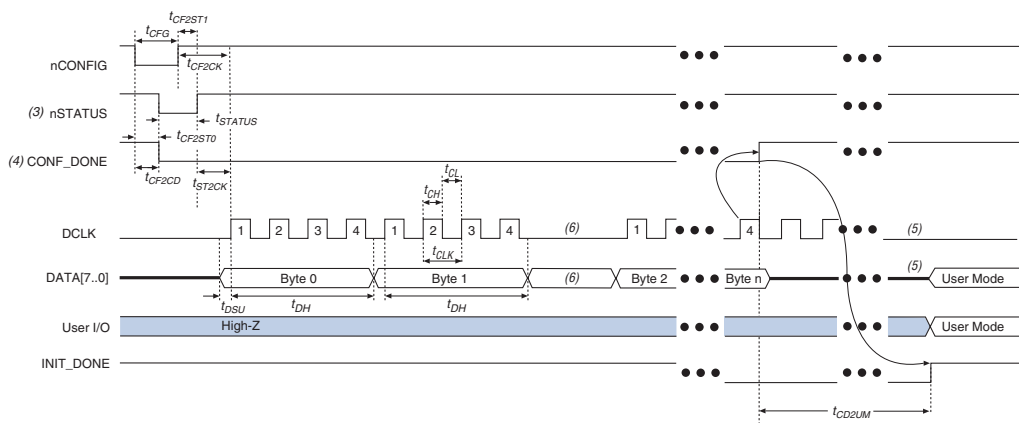 tCF2ST1
tCFG
nCONFIG
tCF2CK
(3) nSTATUS
tSTATUS
tCF2ST0
(4) CONF_DONE
tCF2CD
tST2CK
tCL
tCH
DCLK
1 2 3 4 1 2 3 4 (6) 1 4 (5)
tCLK
DATA[7..0]
Byte 0 Byte 1 (6) Byte 2 Byte n (5) User Mode
tDSU tDH tDH
User I/O
High-Z
User Mode
INIT_DONE
tCD2UM